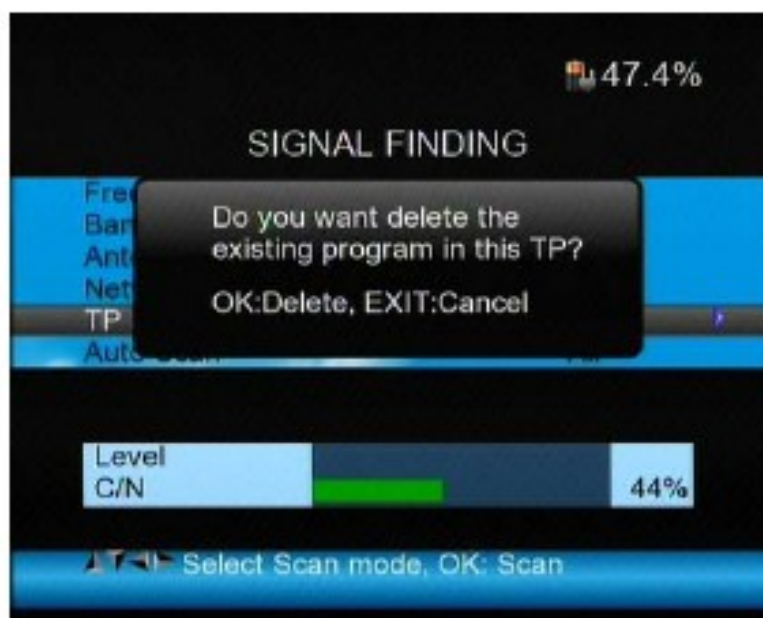 47.4%
SIGNAL FINDING
Do you want delete the
existing program in this TP?
OK:Delete, EXIT:Cancel
TP
Level
C/N 44%
Select Scan mode, OK: Scan